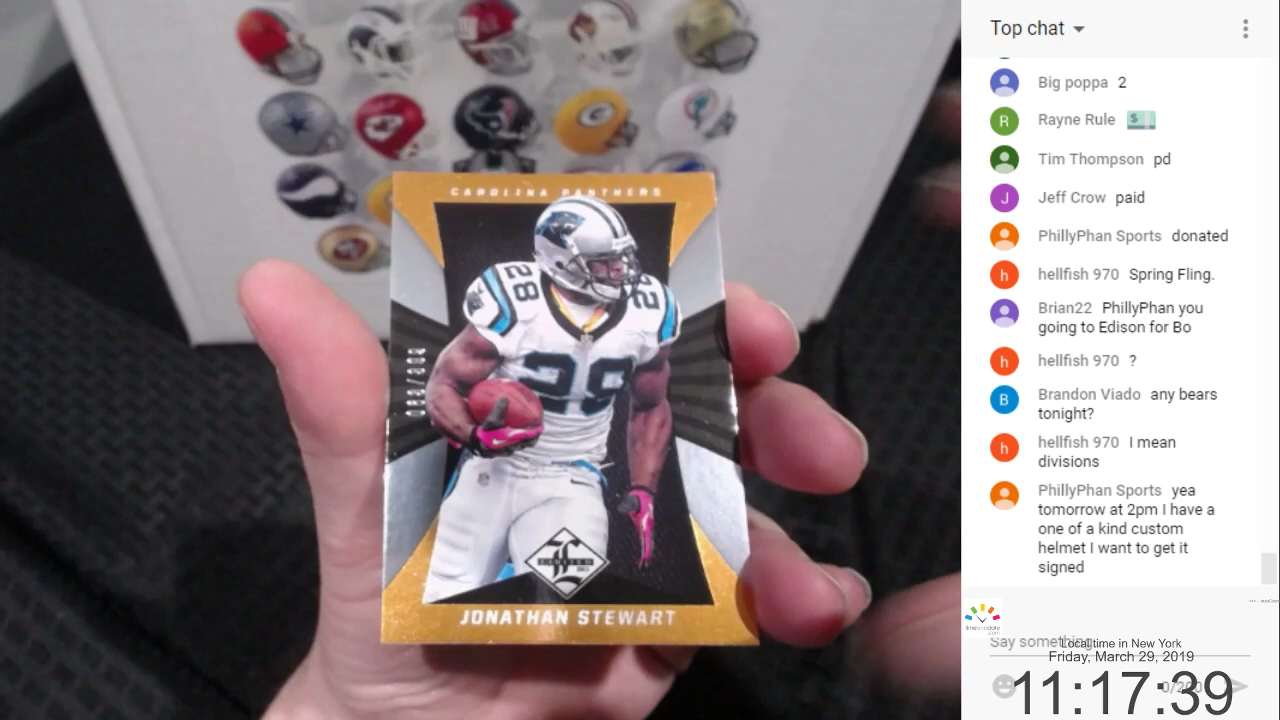 CAROLINA PANTHERS
28
28
LIMITED
JONATHAN STEWART
Top chat
Big poppa 2
R Rayne Rule
Tim Thompson pd
J Jeff Crow paid
PhillyPhan Sports donated
h hellfish 970 Spring Fling.
Brian22 PhillyPhan you
going to Edison for Bo
h hellfish 970 ?
B Brandon Viado any bears
tonight?
h hellfish 970 I mean
divisions
PhillyPhan Sports yea
tomorrow at 2pm I have a
one of a kind custom
helmet I want to get it
signed
Say something...
Local time in New York
Friday, March 29, 2019
11:17:39